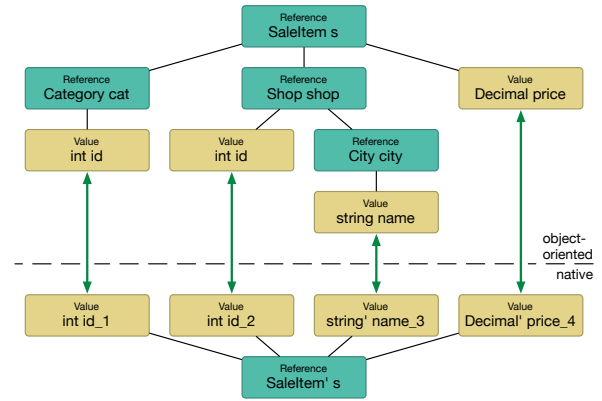 Reference
SaleItem s
Reference
Category cat
Reference
Shop shop
Value
Decimal price
Value
int id
Value
int id
Reference
City city
Value
string name
object-
oriented
native
Value
int id_1
Value
int id_2
Value
string' name_3
Value
Decimal' price_4
Reference
SaleItem' s